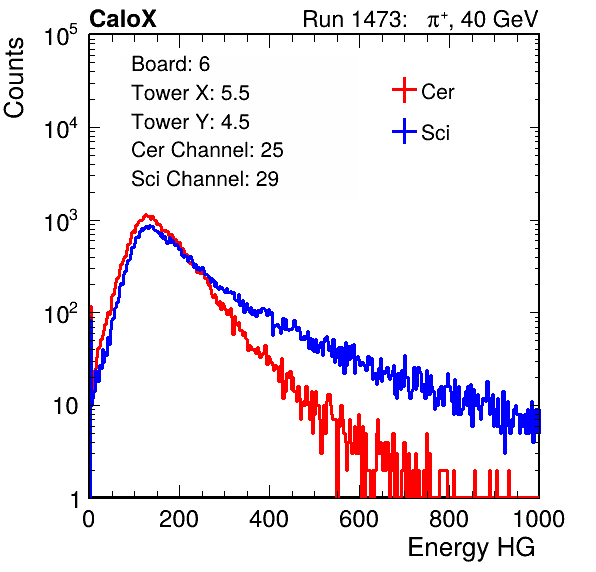 CaloX Run 1473: π⁺, 40 GeV
Counts
10⁵
10⁴
10³
10²
10
1
Board: 6
Tower X: 5.5
Tower Y: 4.5
Cer Channel: 25
Sci Channel: 29
Cer
Sci
0 200 400 600 800 1000
Energy HG